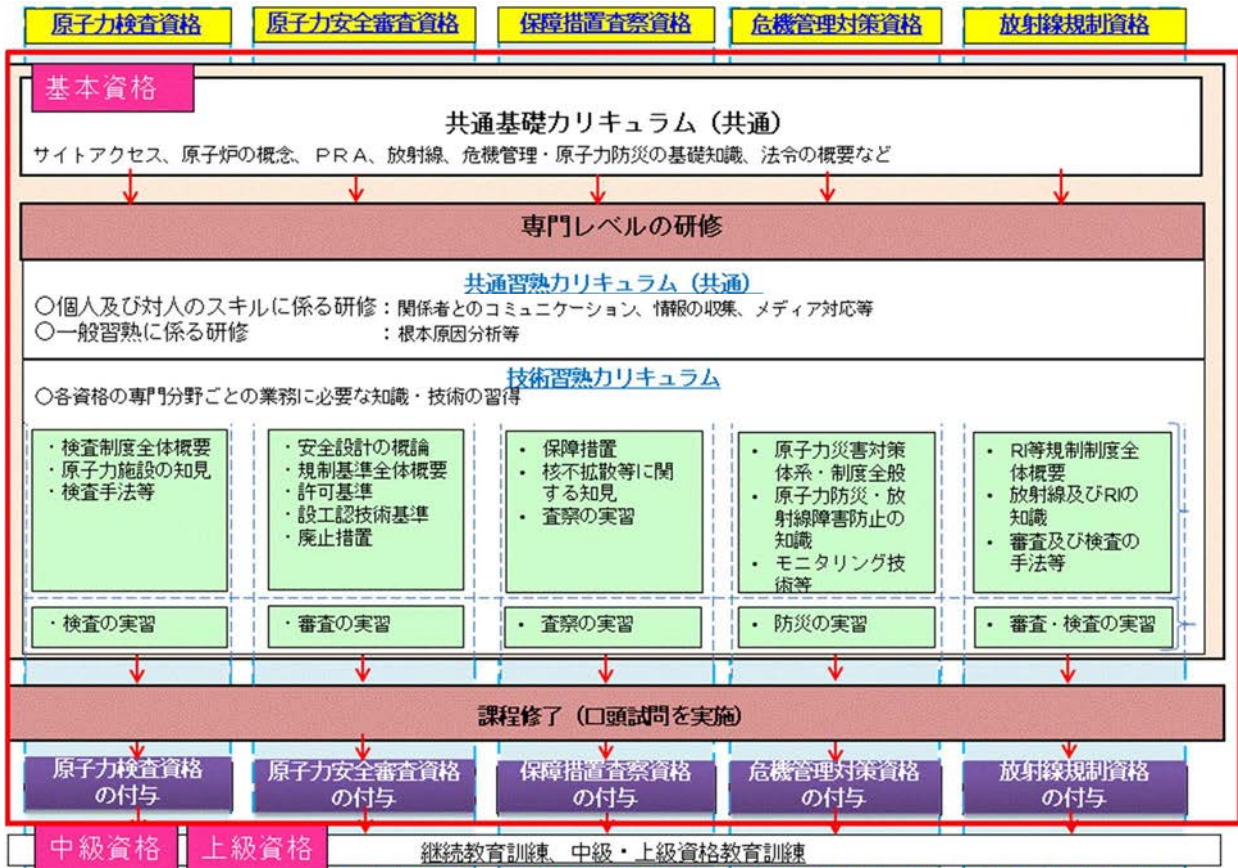 原子力検査資格
原子力安全審査資格
保障措置査察資格
危機管理対策資格
放射線規制資格
基本資格
共通基礎カリキュラム（共通）
サイトアクセス、原子炉の概念、ＰＲＡ、放射線、危機管理・原子力防災の基礎知識、法令の概要など
専門レベルの研修
共通習熟カリキュラム（共通）
○個人及び対人のスキルに係る研修：関係者とのコミュニケーション、情報の収集、メディア対応等
○一般習熟に係る研修　　　　　　：根本原因分析等
技術習熟カリキュラム
○各資格の専門分野ごとの業務に必要な知識・技術の習得
・検査制度全体概要
・原子力施設の知見
・検査手法等
・安全設計の概論
・規制基準全体概要
・許可基準
・設工認技術基準
・廃止措置
• 保障措置
• 核不拡散等に関
する知見
• 査察の実習
• 原子力災害対策
体系・制度全般
• 原子力防災・放
射線障害防止の
知識
• モニタリング技
術等
• RI等規制制度全
体概要
• 放射線及びRIの
知識
• 審査及び検査の
手法等
・検査の実習
・審査の実習
• 査察の実習
• 防災の実習
• 審査・検査の実習
課程修了（口頭試問を実施）
原子力検査資格
の付与
原子力安全審査資格
の付与
保障措置査察資格
の付与
危機管理対策資格
の付与
放射線規制資格
の付与
中級資格
上級資格
継続教育訓練、中級・上級資格教育訓練